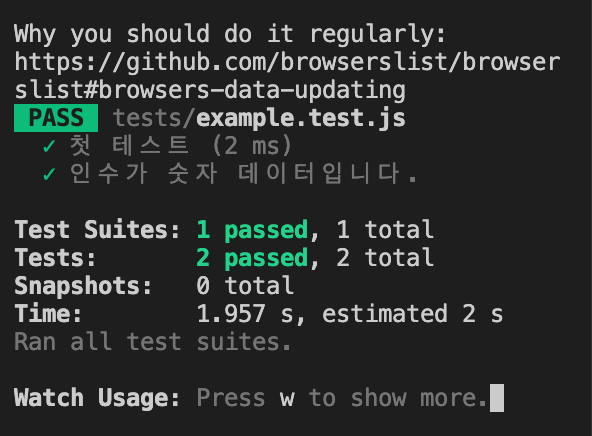 Why you should do it regularly:
https://github.com/browserslist/browser
slist#browsers-data-updating
PASS tests/example.test.js
✓ 첫 테스트 (2 ms)
✓ 인수가 숫자 데이터입니다.
Test Suites: 1 passed, 1 total
Tests: 2 passed, 2 total
Snapshots: 0 total
Time: 1.957 s, estimated 2 s
Ran all test suites.
Watch Usage: Press w to show more.